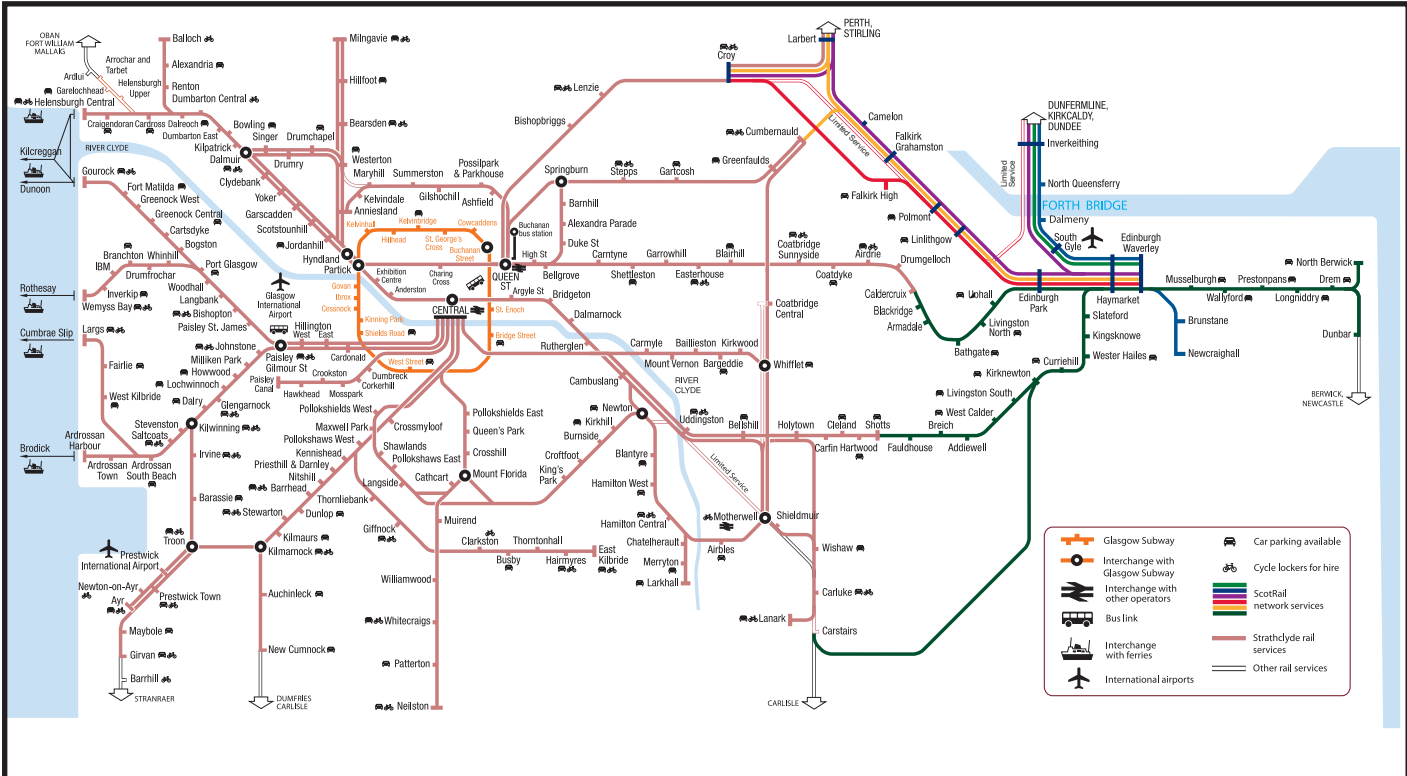 OBAN
FORT WILLIAM
MALLAIG
Ardlui
Garelochhead
Arrochar and
Tarbet
Helensburgh
Upper
Helensburgh Central
Craigendoran
Cardross
Dalreoch
Balloch
Alexandria
Renton
Dumbarton Central
Dumbarton East
Bowling
Kilpatrick
Dalmuir
Singer
Drumchapel
Drumry
Clydebank
Yoker
Garscadden
Scotstounhill
Jordanhill
Hyndland
Partick
Milngavie
Hillfoot
Bearsden
Westerton
Maryhill
Kelvindale
Anniesland
Summerston
Gilshochill
Possilpark
& Parkhouse
Ashfield
Kilcreggan
RIVER CLYDE
Dunoon
Gourock
Fort Matilda
Greenock West
Greenock Central
Cartsdyke
Bogston
Port Glasgow
Whinhill
Branchton
Drumfrochar
IBM
Inverkip
Wemyss Bay
Rothesay
Woodhall
Langbank
Bishopton
Paisley St. James
Glasgow
International
Airport
Cumbrae Slip
Largs
Fairlie
West Kilbride
Ardrossan
Harbour
Ardrossan
Town
Ardrossan
South Beach
Brodick
Stevenston
Saltcoats
Kilwinning
Johnstone
Milliken Park
Howwood
Lochwinnoch
Dalry
Glengarnock
Hillington
West
East
Cardonald
Paisley
Gilmour St
Paisley
Canal
Hawkhead
Crookston
Mosspark
Corkerhill
Dumbreck
Kelvinhall
Hillhead
Kelvinbridge
St. George's
Cross
Cowcaddens
Buchanan
Street
Buchanan
bus station
Govan
Ibrox
Cessnock
Kinning Park
Shields Road
West Street
Bridge Street
St. Enoch
Exhibition
Centre
Charing
Cross
Anderston
CENTRAL
QUEEN
ST
High St
Bellgrove
Argyle St
Bridgeton
Dalmarnock
Rutherglen
Cambuslang
Newton
Lenzie
Bishopbriggs
Springburn
Barnhill
Alexandra Parade
Duke St
Stepps
Gartcosh
Greenfaulds
Cumbernauld
Croy
Larbert
PERTH,
STIRLING
Limited Service
Camelon
Falkirk
Grahamston
Falkirk High
Polmont
Linlithgow
Carntyne
Shettleston
Garrowhill
Easterhouse
Blairhill
Coatbridge
Sunnyside
Coatdyke
Airdrie
Drumgelloch
Caldercruix
Blackridge
Armadale
Bathgate
Uphall
Livingston
North
Edinburgh
Park
Haymarket
Edinburgh
Waverley
DUNFERMLINE,
KIRKCALDY,
DUNDEE
Inverkeithing
Limited
Service
North Queensferry
FORTH BRIDGE
Dalmeny
South
Gyle
Slateford
Kingsknowe
Wester Hailes
Curriehill
Kirknewton
Livingston South
West Calder
Addiewell
Breich
Fauldhouse
Brunstane
Newcraighall
Musselburgh
Wallyford
Prestonpans
Longniddry
Drem
North Berwick
Dunbar
BERWICK,
NEWCASTLE
Coatbridge
Central
Whifflet
Carmyle
Mount Vernon
Baillieston
Bargeddie
Kirkwood
RIVER
CLYDE
Uddingston
Bellshill
Holytown
Carfin
Cleland
Hartwood
Shotts
Limited Service
Pollokshields West
Maxwell Park
Pollokshaws West
Kennishead
Priesthill & Darnley
Nitshill
Barrhead
Stewarton
Dunlop
Kilmaurs
Kilmarnock
Crossmyloof
Shawlands
Pollokshaws East
Langside
Cathcart
Thornliebank
Giffnock
Pollokshields East
Queen's Park
Crosshill
Mount Florida
King's
Park
Croftfoot
Burnside
Kirkhill
Blantyre
Hamilton West
Hamilton Central
Chatelherault
Merryton
Larkhall
Airbles
Motherwell
Shieldmuir
Wishaw
Carluke
Lanark
Carstairs
CARLISLE
Muirend
Williamwood
Whitecraigs
Patterton
Neilston
Clarkston
Busby
Thorntonhall
Hairmyres
East
Kilbride
Irvine
Barassie
Troon
Prestwick
International Airport
Prestwick Town
Newton-on-Ayr
Ayr
Maybole
Girvan
Barrhill
STRANRAER
Auchinleck
New Cumnock
DUMFRIES
CARLISLE
Glasgow Subway
Interchange with
Glasgow Subway
Interchange with
other operators
Bus link
Interchange
with ferries
International airports
Car parking available
Cycle lockers for hire
ScotRail
network services
Strathclyde rail
services
Other rail services